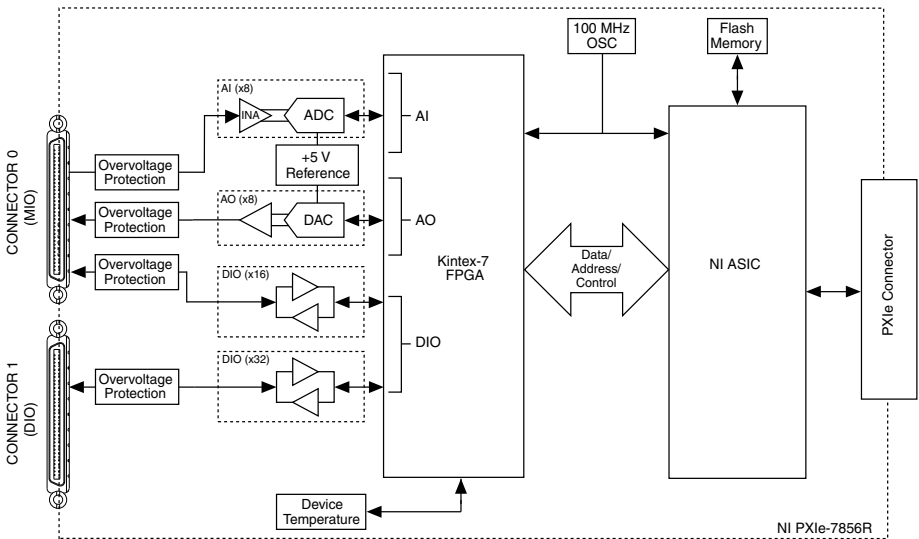 100 MHz
OSC
Flash
Memory
AI (x8)
INA
ADC
AI
+5 V
Reference
CONNECTOR 0
(MIO)
Overvoltage
Protection
AO (x8)
DAC
AO
Overvoltage
Protection
Kintex-7
FPGA
Data/
Address/
Control
NI ASIC
PXIe Connector
Overvoltage
Protection
DIO (x16)
DIO
CONNECTOR 1
(DIO)
DIO (x32)
Overvoltage
Protection
Device
Temperature
NI PXIe-7856R